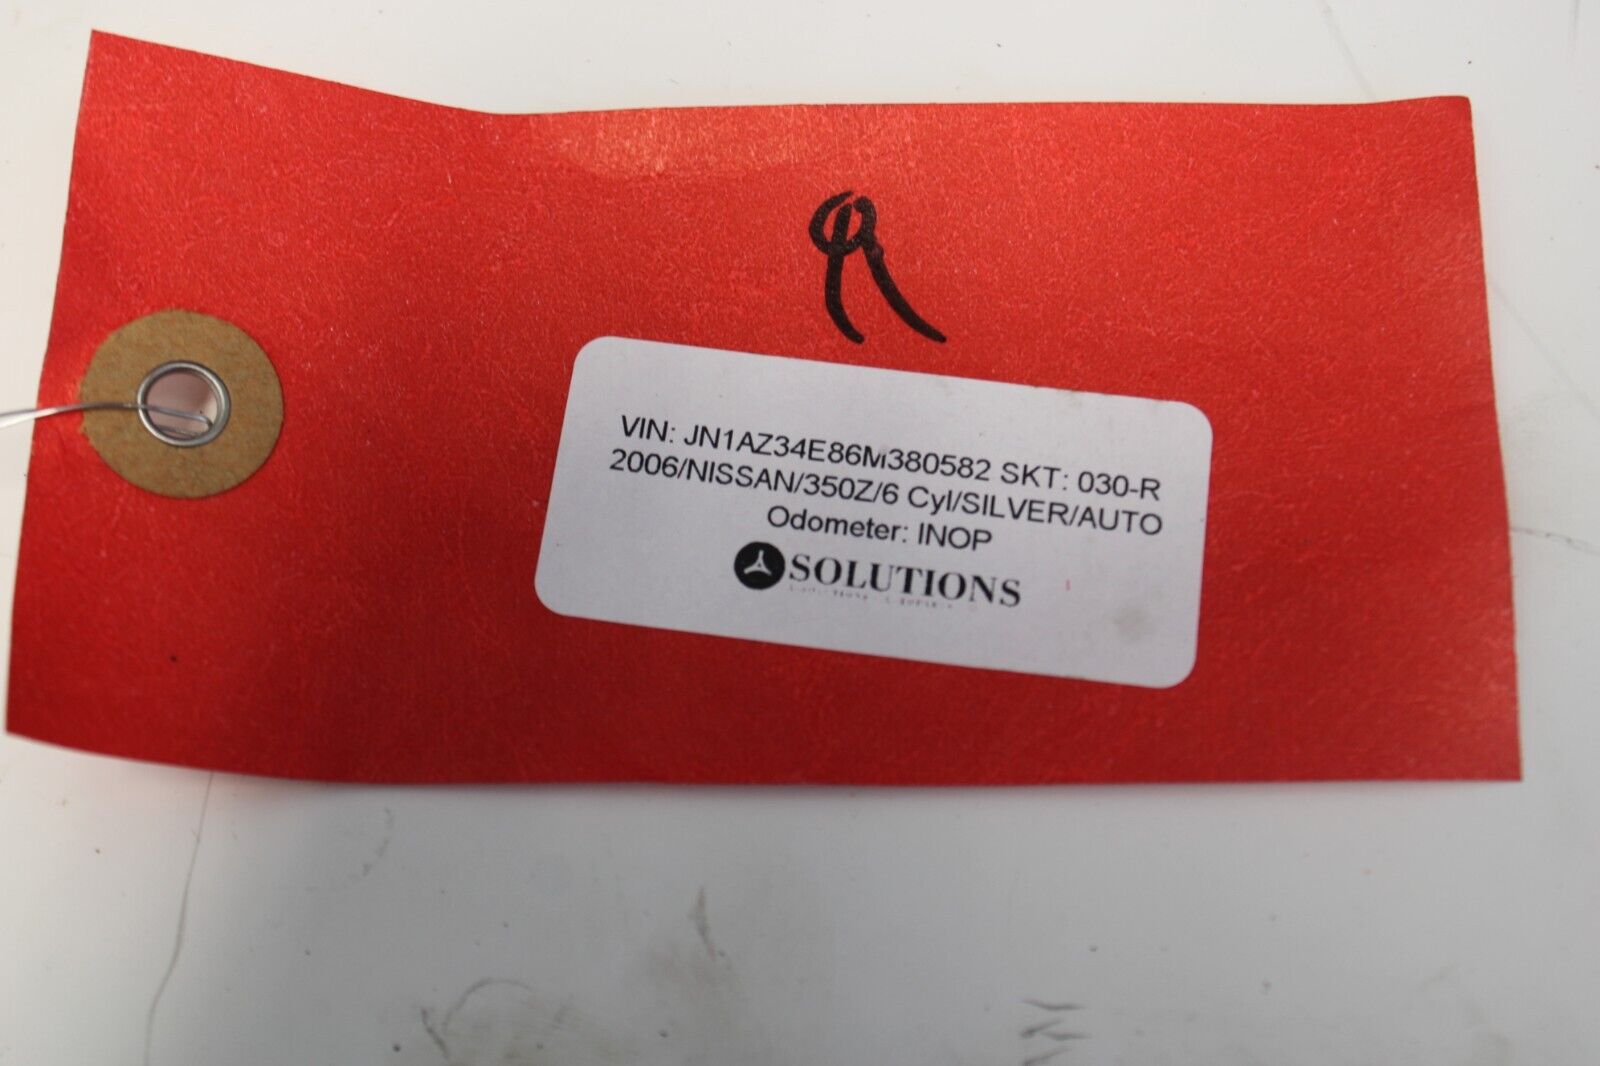 R
VIN: JN1AZ34E86M380582 SKT: 030-R
2006/NISSAN/350Z/6 Cyl/SILVER/AUTO
Odometer: INOP
SOLUTIONS